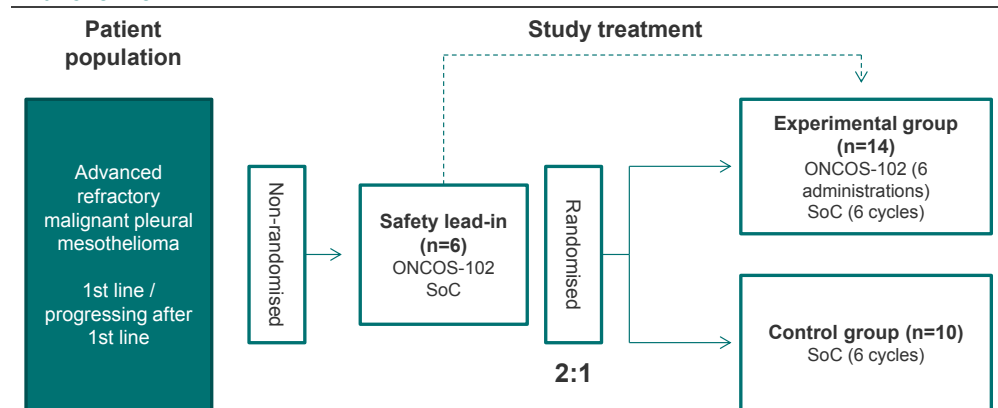 Patient
population
Study treatment
Advanced
refractory
malignant pleural
mesothelioma
1st line /
progressing after
1st line
Non-randomised
Safety lead-in
(n=6)
ONCOS-102
SoC
Randomised
2:1
Experimental group
(n=14)
ONCOS-102 (6
administrations)
SoC (6 cycles)
Control group (n=10)
SoC (6 cycles)